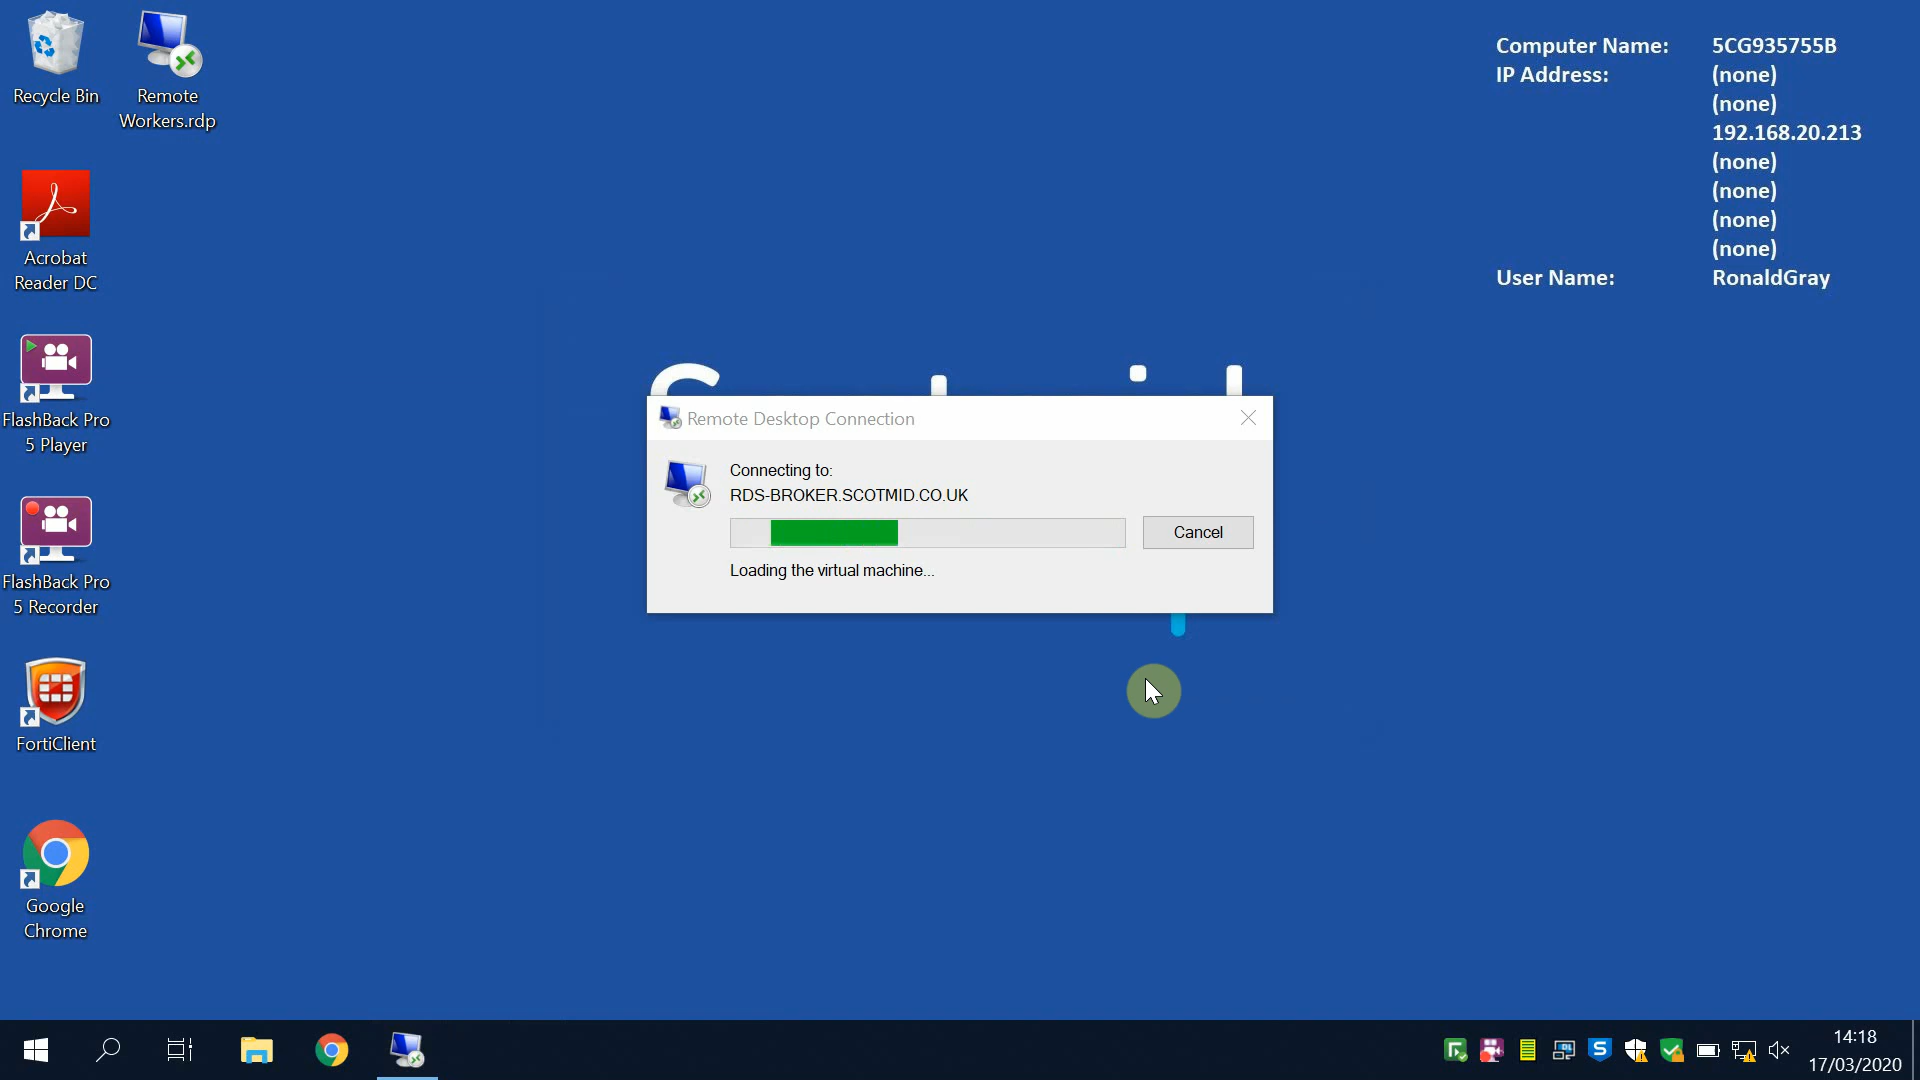 Recycle Bin
Remote
Workers.rdp
Acrobat
Reader DC
FlashBack Pro
5 Player
FlashBack Pro
5 Recorder
FortiClient
Google
Chrome
Computer Name: 5CG935755B
IP Address: (none)
(none)
192.168.20.213
(none)
(none)
(none)
(none)
User Name: RonaldGray
Remote Desktop Connection
Connecting to:
RDS-BROKER.SCOTMID.CO.UK
Cancel
Loading the virtual machine...
14:18
17/03/2020